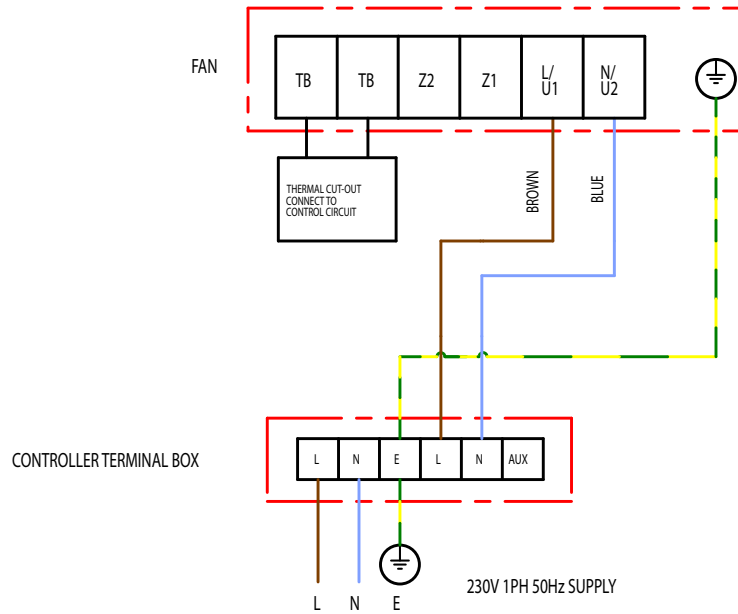 FAN
TB TB Z2 Z1 L/ N/
U1 U2
THERMAL CUT-OUT
CONNECT TO
CONTROL CIRCUIT
BROWN
BLUE
CONTROLLER TERMINAL BOX
L N E L N AUX
L N E
230V 1PH 50Hz SUPPLY